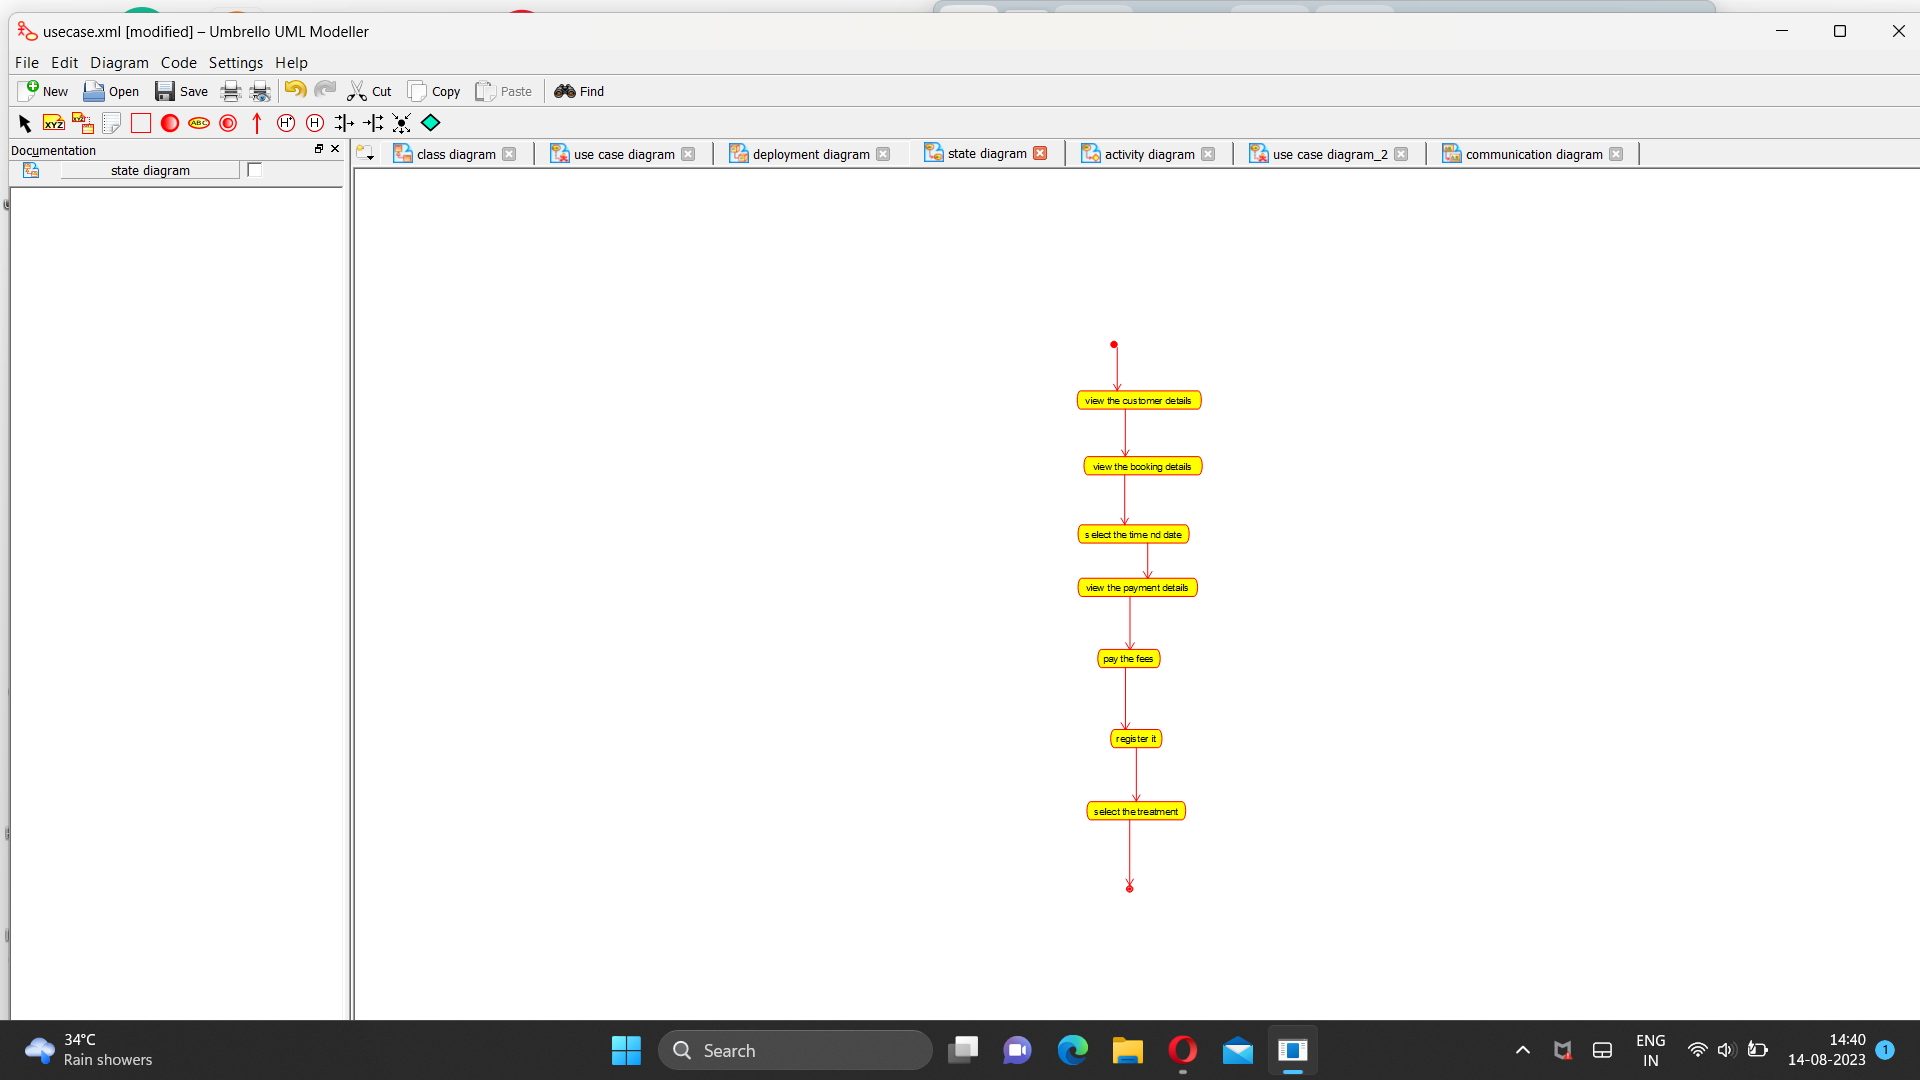 usecase.xml [modified] – Umbrello UML Modeller
File Edit Diagram Code Settings Help
New Open Save Cut Copy Paste Find
XYZ ABC H* H
Documentation
state diagram
class diagram use case diagram deployment diagram state diagram activity diagram use case diagram_2 communication diagram
view the customer details
view the booking details
select the time nd date
view the payment details
pay the fees
register it
select the treatment
34°C
Rain showers
Search
ENG
IN
14:40
14-08-2023
1